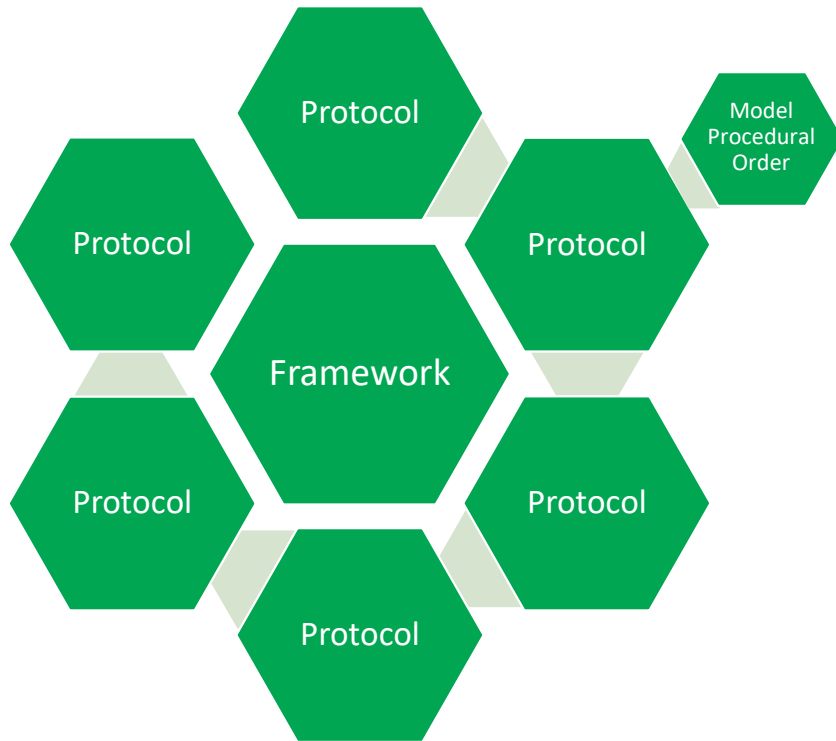 Protocol
Model
Procedural
Order
Protocol
Protocol
Framework
Protocol
Protocol
Protocol